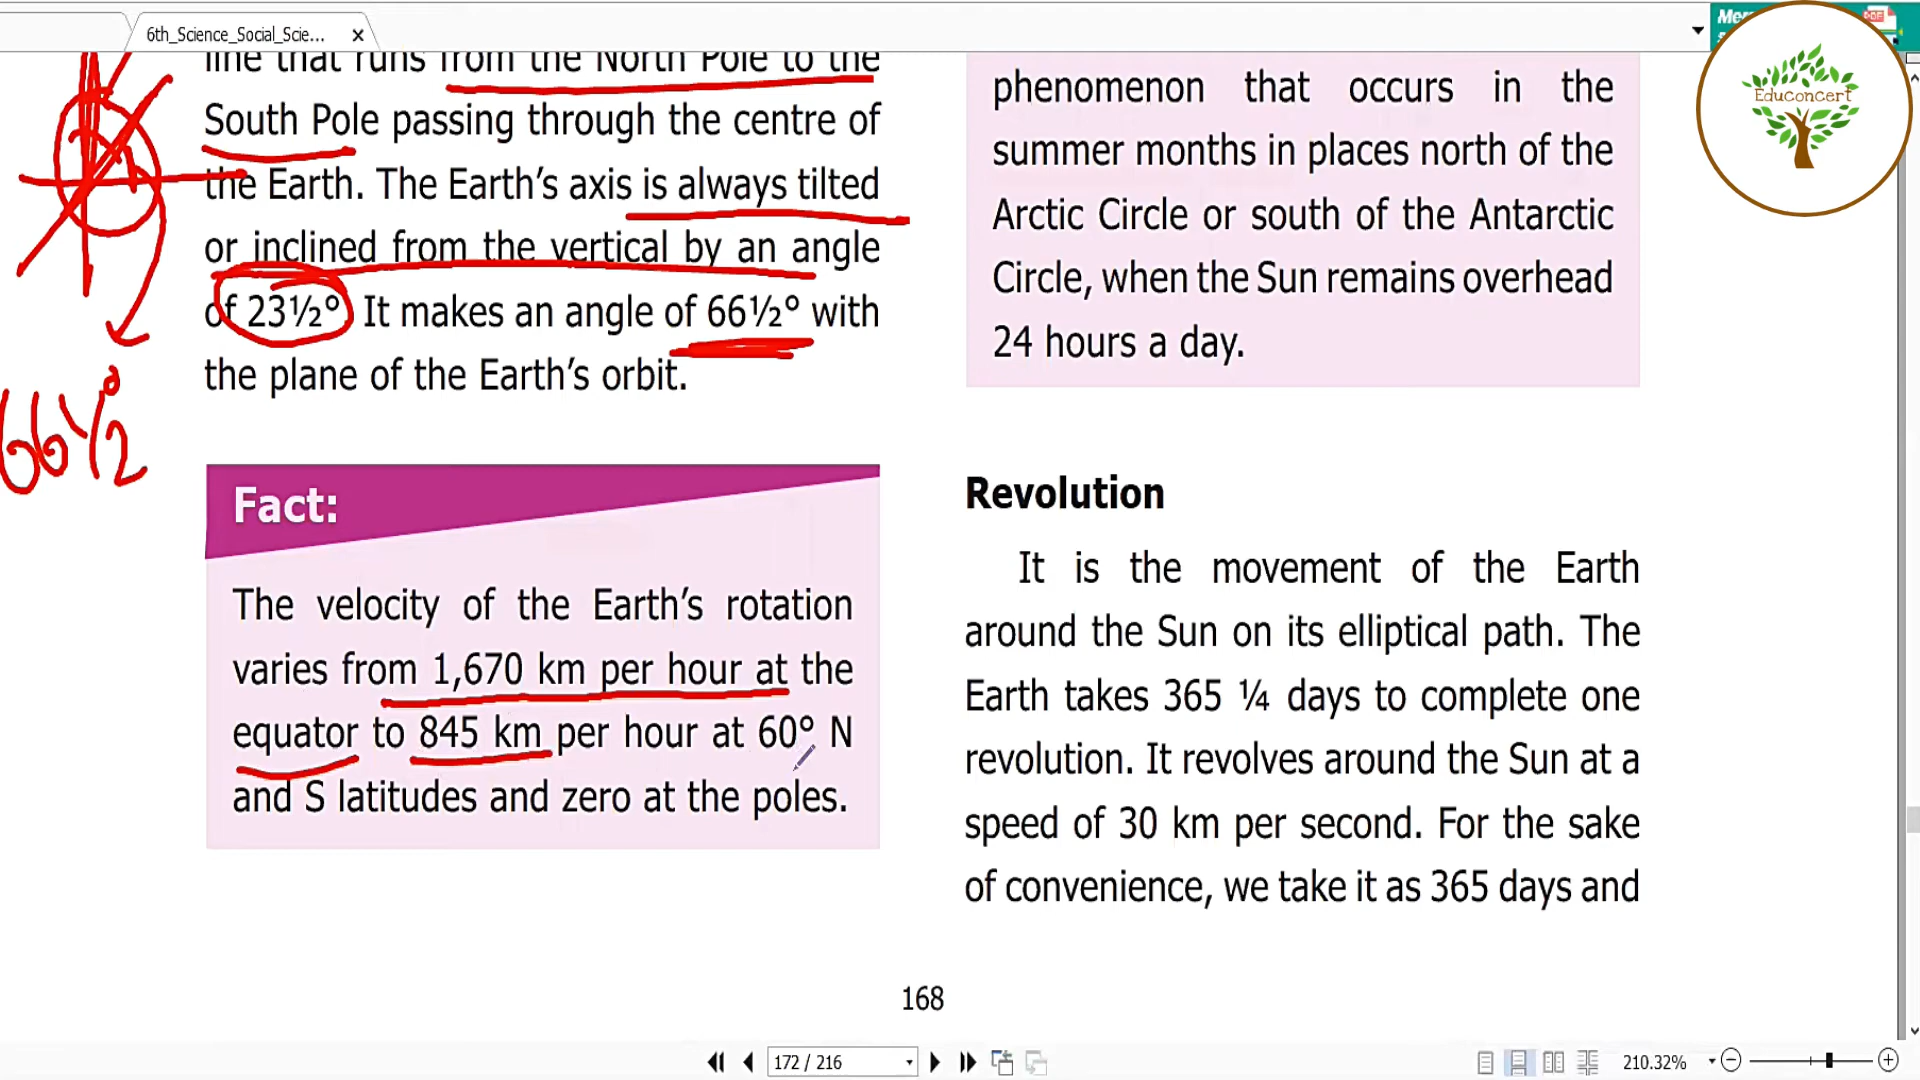 6th_Science_Social_Scie...
line that runs from the North Pole to the
South Pole passing through the centre of
the Earth. The Earth's axis is always tilted
or inclined from the vertical by an angle
of 23½° It makes an angle of 66½° with
the plane of the Earth's orbit.
66½°
Fact:
The velocity of the Earth's rotation
varies from 1,670 km per hour at the
equator to 845 km per hour at 60° N
and S latitudes and zero at the poles.
phenomenon that occurs in the
summer months in places north of the
Arctic Circle or south of the Antarctic
Circle, when the Sun remains overhead
24 hours a day.
Revolution
It is the movement of the Earth
around the Sun on its elliptical path. The
Earth takes 365 ¼ days to complete one
revolution. It revolves around the Sun at a
speed of 30 km per second. For the sake
of convenience, we take it as 365 days and
168
Educoncert
172 / 216
210.32%